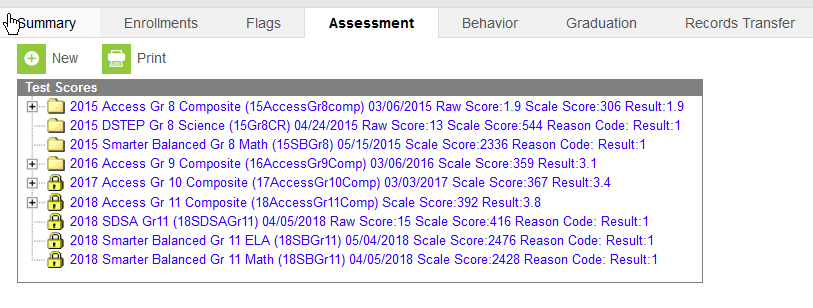 Summary Enrollments Flags Assessment Behavior Graduation Records Transfer
New Print
Test Scores
2015 Access Gr 8 Composite (15AccessGr8comp) 03/06/2015 Raw Score:1.9 Scale Score:306 Result:1.9
2015 DSTEP Gr 8 Science (15Gr8CR) 04/24/2015 Raw Score:13 Scale Score:544 Reason Code: Result:1
2015 Smarter Balanced Gr 8 Math (15SBGr8) 05/15/2015 Scale Score:2336 Reason Code: Result:1
2016 Access Gr 9 Composite (16AccessGr9Comp) 03/06/2016 Scale Score:359 Result:3.1
2017 Access Gr 10 Composite (17AccessGr10Comp) 03/03/2017 Scale Score:367 Result:3.4
2018 Access Gr 11 Composite (18AccessGr11Comp) Scale Score:392 Result:3.8
2018 SDSA Gr11 (18SDSAGr11) 04/05/2018 Raw Score:15 Scale Score:416 Reason Code: Result:1
2018 Smarter Balanced Gr 11 ELA (18SBGr11) 05/04/2018 Scale Score:2476 Reason Code: Result:1
2018 Smarter Balanced Gr 11 Math (18SBGr11) 04/05/2018 Scale Score:2428 Reason Code: Result:1